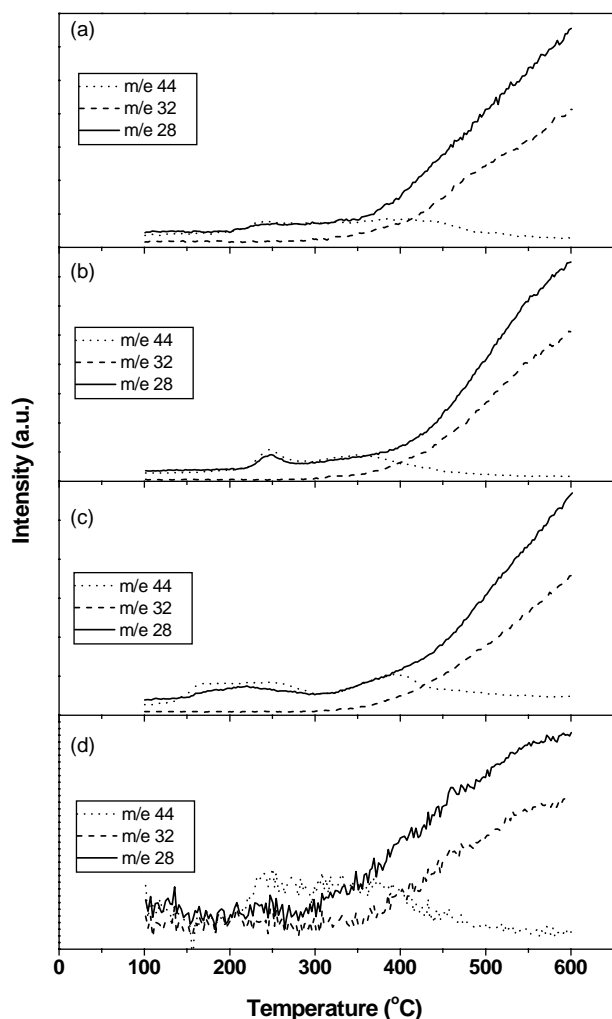 (a)
m/e 44
m/e 32
m/e 28
(b)
m/e 44
m/e 32
m/e 28
(c)
m/e 44
m/e 32
m/e 28
(d)
m/e 44
m/e 32
m/e 28
Intensity (a.u.)
0 100 200 300 400 500 600
Temperature (°C)